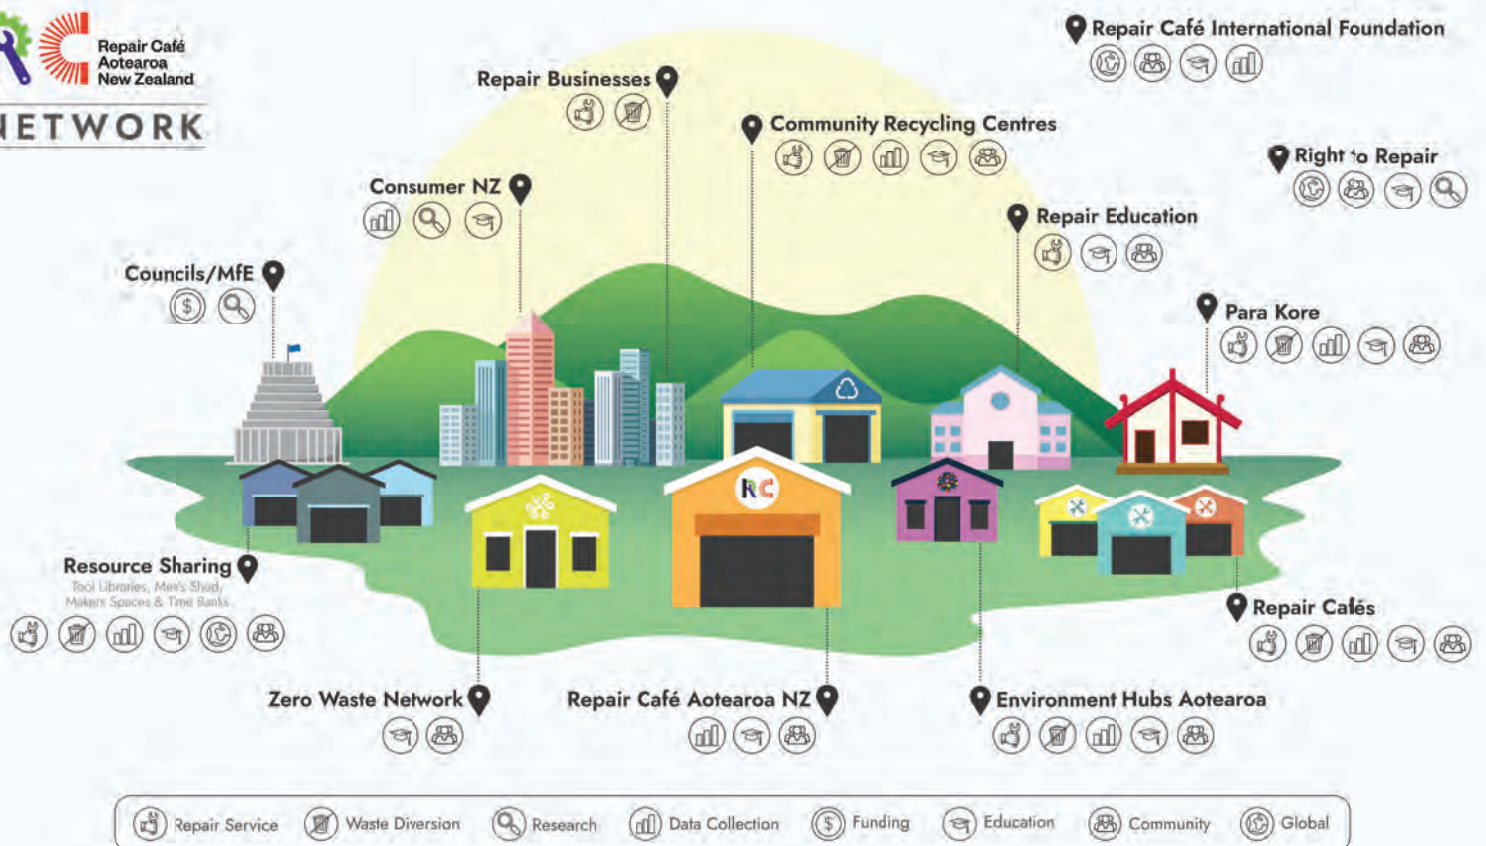 Repair Café
Aotearoa
New Zealand
NETWORK
Repair Café International Foundation
Repair Businesses
Community Recycling Centres
Right to Repair
Consumer NZ
Repair Education
Councils/MfE
$
Para Kore
RC
Resource Sharing
Tool Libraries, Men's Shed,
Makers Spaces & Time Banks
Repair Cafés
Zero Waste Network
Repair Café Aotearoa NZ
Environment Hubs Aotearoa
Repair Service
Waste Diversion
Research
Data Collection
$
Funding
Education
Community
Global